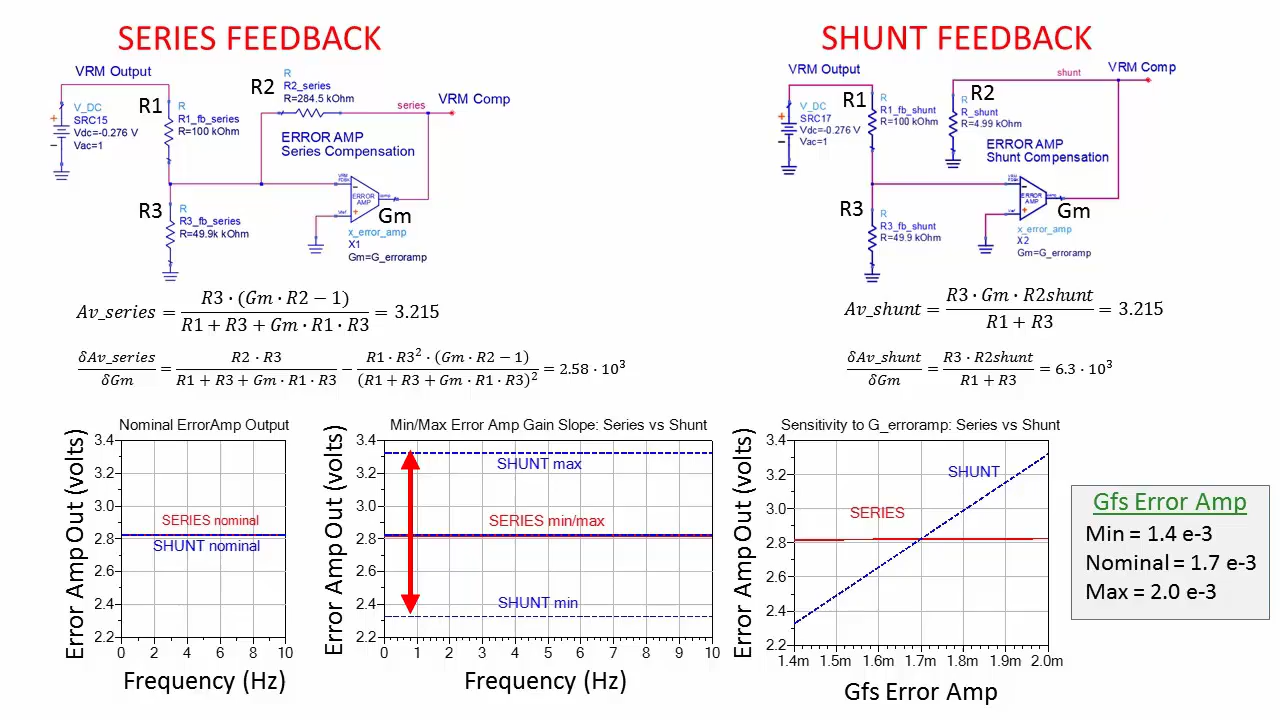 SERIES FEEDBACK
VRM Output
V_DC
SRC15
Vdc=-0.276 V
Vac=1
R1
R
R1_fb_series
R=100 kOhm
R2
R
R2_series
R=284.5 kOhm
series
VRM Comp
ERROR AMP
Series Compensation
R3
R
R3_fb_series
R=49.9k kOhm
ERROR
AMP
Vref
comp
Gm
x_error_amp
X1
Gm=G_erroramp
Av_series = R3·(Gm·R2−1) / (R1+R3+Gm·R1·R3) = 3.215
δAv_series/δGm = R2·R3 / (R1+R3+Gm·R1·R3) − R1·R3²·(Gm·R2−1) / (R1+R3+Gm·R1·R3)² = 2.58·10³
SHUNT FEEDBACK
VRM Output
V_DC
SRC17
Vdc=-0.276 V
Vac=1
R1
R
R1_fb_shunt
R=100 kOhm
R2
R
R_shunt
R=4.99 kOhm
shunt
VRM Comp
ERROR AMP
Shunt Compensation
R3
R
R3_fb_shunt
R=49.9 kOhm
ERROR
AMP
Vref
comp
Gm
x_error_amp
X2
Gm=G_erroramp
Av_shunt = R3·Gm·R2shunt / (R1+R3) = 3.215
δAv_shunt/δGm = R3·R2shunt / (R1+R3) = 6.3·10³
Nominal ErrorAmp Output
Error Amp Out (volts)
3.4
3.2
3.0
2.8
2.6
2.4
2.2
SERIES nominal
SHUNT nominal
0 2 4 6 8 10
Frequency (Hz)
Min/Max Error Amp Gain Slope: Series vs Shunt
Error Amp Out (volts)
3.4
3.2
3.0
2.8
2.6
2.4
2.2
SHUNT max
SERIES min/max
SHUNT min
0 1 2 3 4 5 6 7 8 9 10
Frequency (Hz)
Sensitivity to G_erroramp: Series vs Shunt
Error Amp Out (volts)
3.4
3.2
3.0
2.8
2.6
2.4
2.2
SHUNT
SERIES
1.4m 1.5m 1.6m 1.7m 1.8m 1.9m 2.0m
Gfs Error Amp
Gfs Error Amp
Min = 1.4 e-3
Nominal = 1.7 e-3
Max = 2.0 e-3